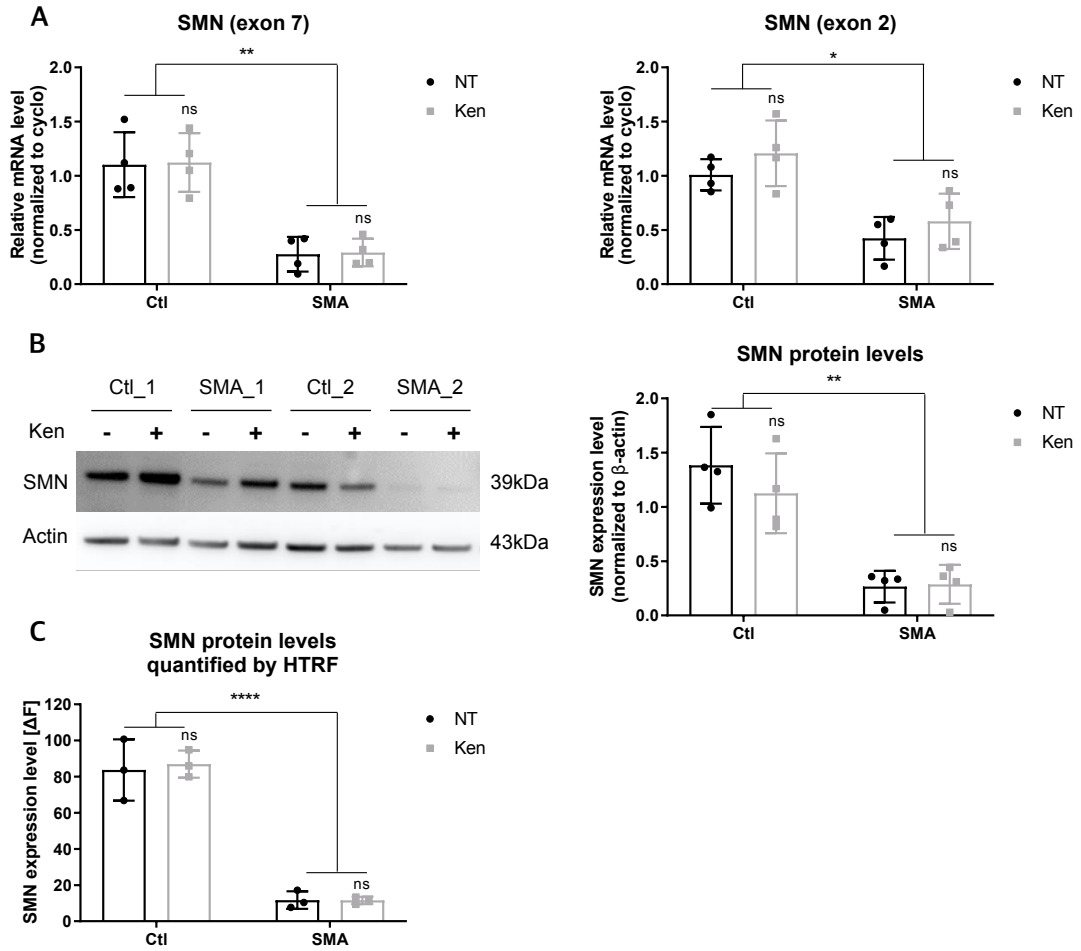 A
SMN (exon 7)
**
2.0
1.5
1.0
0.5
0.0
Relative mRNA level
(normalized to cyclo)
ns
ns
Ctl
SMA
NT
Ken
SMN (exon 2)
*
2.0
1.5
1.0
0.5
0.0
Relative mRNA level
(normalized to cyclo)
ns
ns
Ctl
SMA
NT
Ken
B
Ctl_1 SMA_1 Ctl_2 SMA_2
Ken - + - + - + - +
SMN 39kDa
Actin 43kDa
SMN protein levels
**
2.0
1.5
1.0
0.5
0.0
SMN expression level
(normalized to β-actin)
ns
ns
Ctl
SMA
NT
Ken
C
SMN protein levels
quantified by HTRF
****
120
100
80
60
40
20
0
SMN expression level [ΔF]
ns
ns
Ctl
SMA
NT
Ken